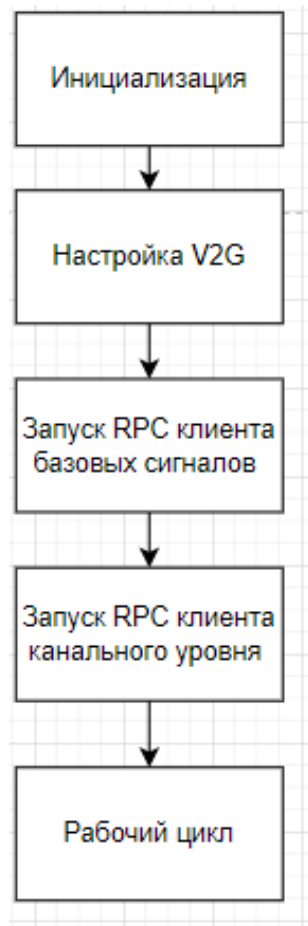 Инициализация
Настройка V2G
Запуск RPC клиента
базовых сигналов
Запуск RPC клиента
канального уровня
Рабочий цикл